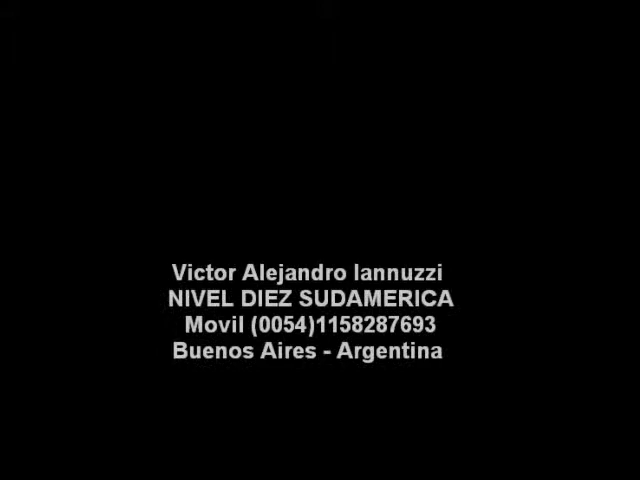 Victor Alejandro Iannuzzi
NIVEL DIEZ SUDAMERICA
Movil (0054)1158287693
Buenos Aires - Argentina